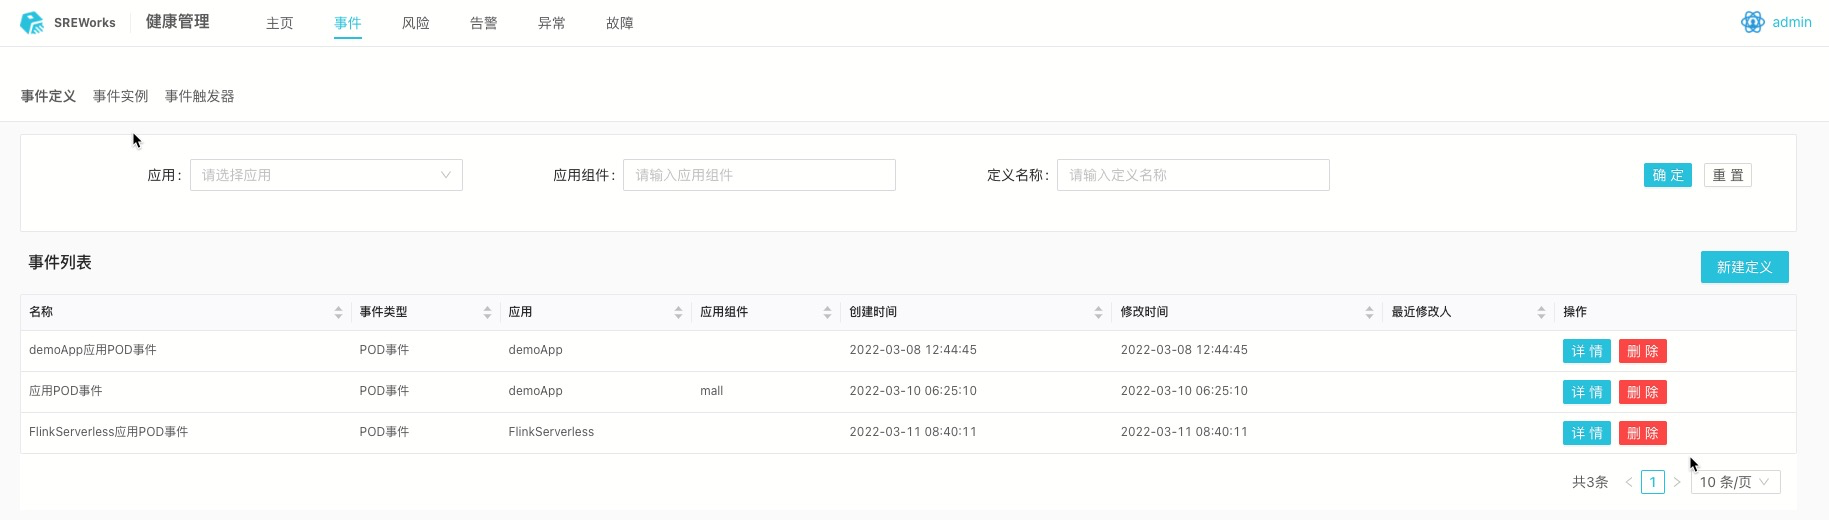 SREWorks 健康管理 主页 事件 风险 告警 异常 故障 admin
事件定义 事件实例 事件触发器
应用: 请选择应用 应用组件: 请输入应用组件 定义名称: 请输入定义名称 确 定 重 置
事件列表 新建定义
名称 事件类型 应用 应用组件 创建时间 修改时间 最近修改人 操作
demoApp应用POD事件 POD事件 demoApp 2022-03-08 12:44:45 2022-03-08 12:44:45 详 情 删 除
应用POD事件 POD事件 demoApp mall 2022-03-10 06:25:10 2022-03-10 06:25:10 详 情 删 除
FlinkServerless应用POD事件 POD事件 FlinkServerless 2022-03-11 08:40:11 2022-03-11 08:40:11 详 情 删 除
共3条 1 10 条/页